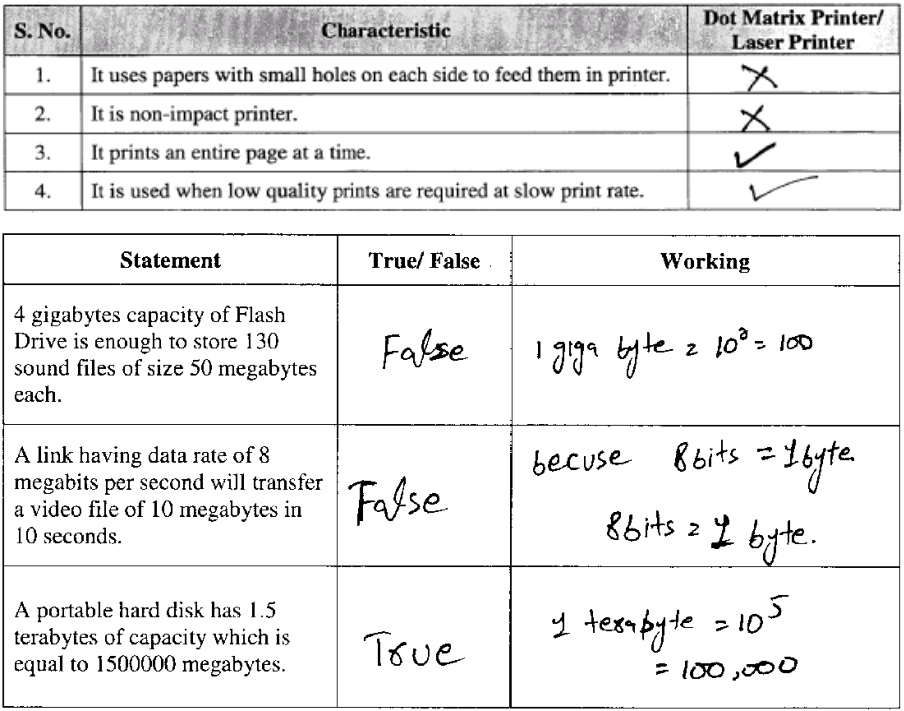 S. No. Characteristic Dot Matrix Printer/
Laser Printer
1. It uses papers with small holes on each side to feed them in printer. ✗
2. It is non-impact printer. ✗
3. It prints an entire page at a time. ✓
4. It is used when low quality prints are required at slow print rate. ✓
Statement True/ False Working
4 gigabytes capacity of Flash
Drive is enough to store 130
sound files of size 50 megabytes
each.
False
1 giga byte = 10³ = 100
A link having data rate of 8
megabits per second will transfer
a video file of 10 megabytes in
10 seconds.
False
becuse 8bits = 1byte
8bits = 1 byte.
A portable hard disk has 1.5
terabytes of capacity which is
equal to 1500000 megabytes.
True
1 terabyte = 10⁵
= 100,000